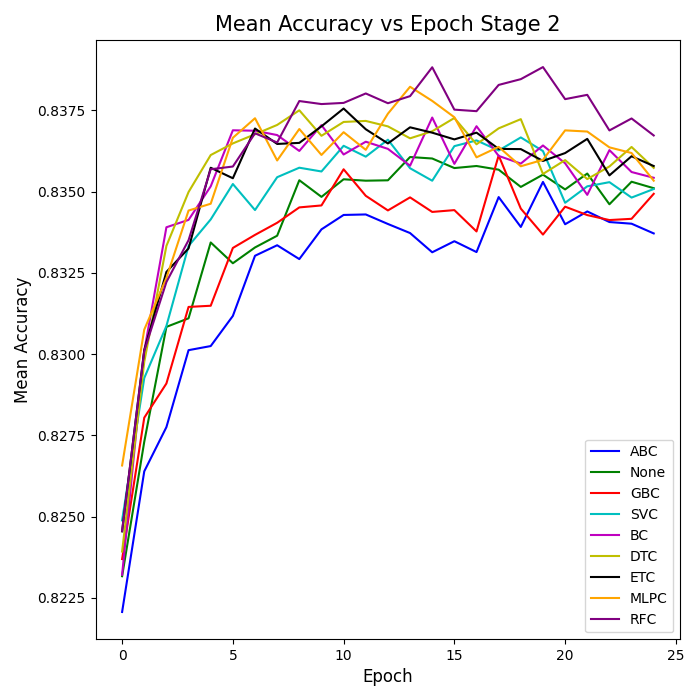 Mean Accuracy vs Epoch Stage 2
Mean Accuracy
0.8375
0.8350
0.8325
0.8300
0.8275
0.8250
0.8225
0 5 10 15 20 25
Epoch
ABC
None
GBC
SVC
BC
DTC
ETC
MLPC
RFC